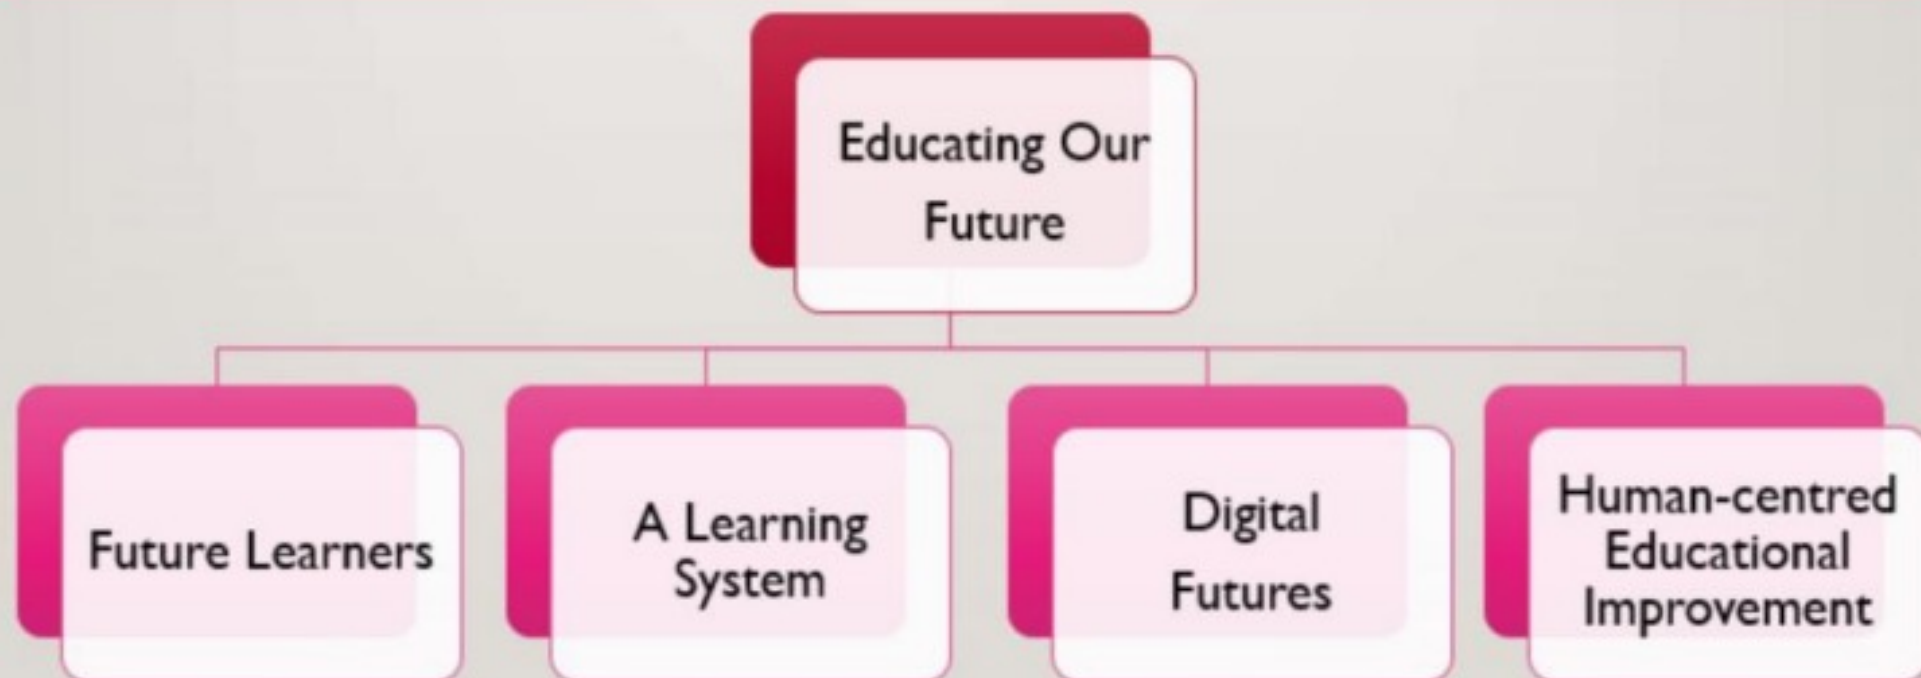 Educating Our
Future
Future Learners
A Learning
System
Digital
Futures
Human-centred
Educational
Improvement